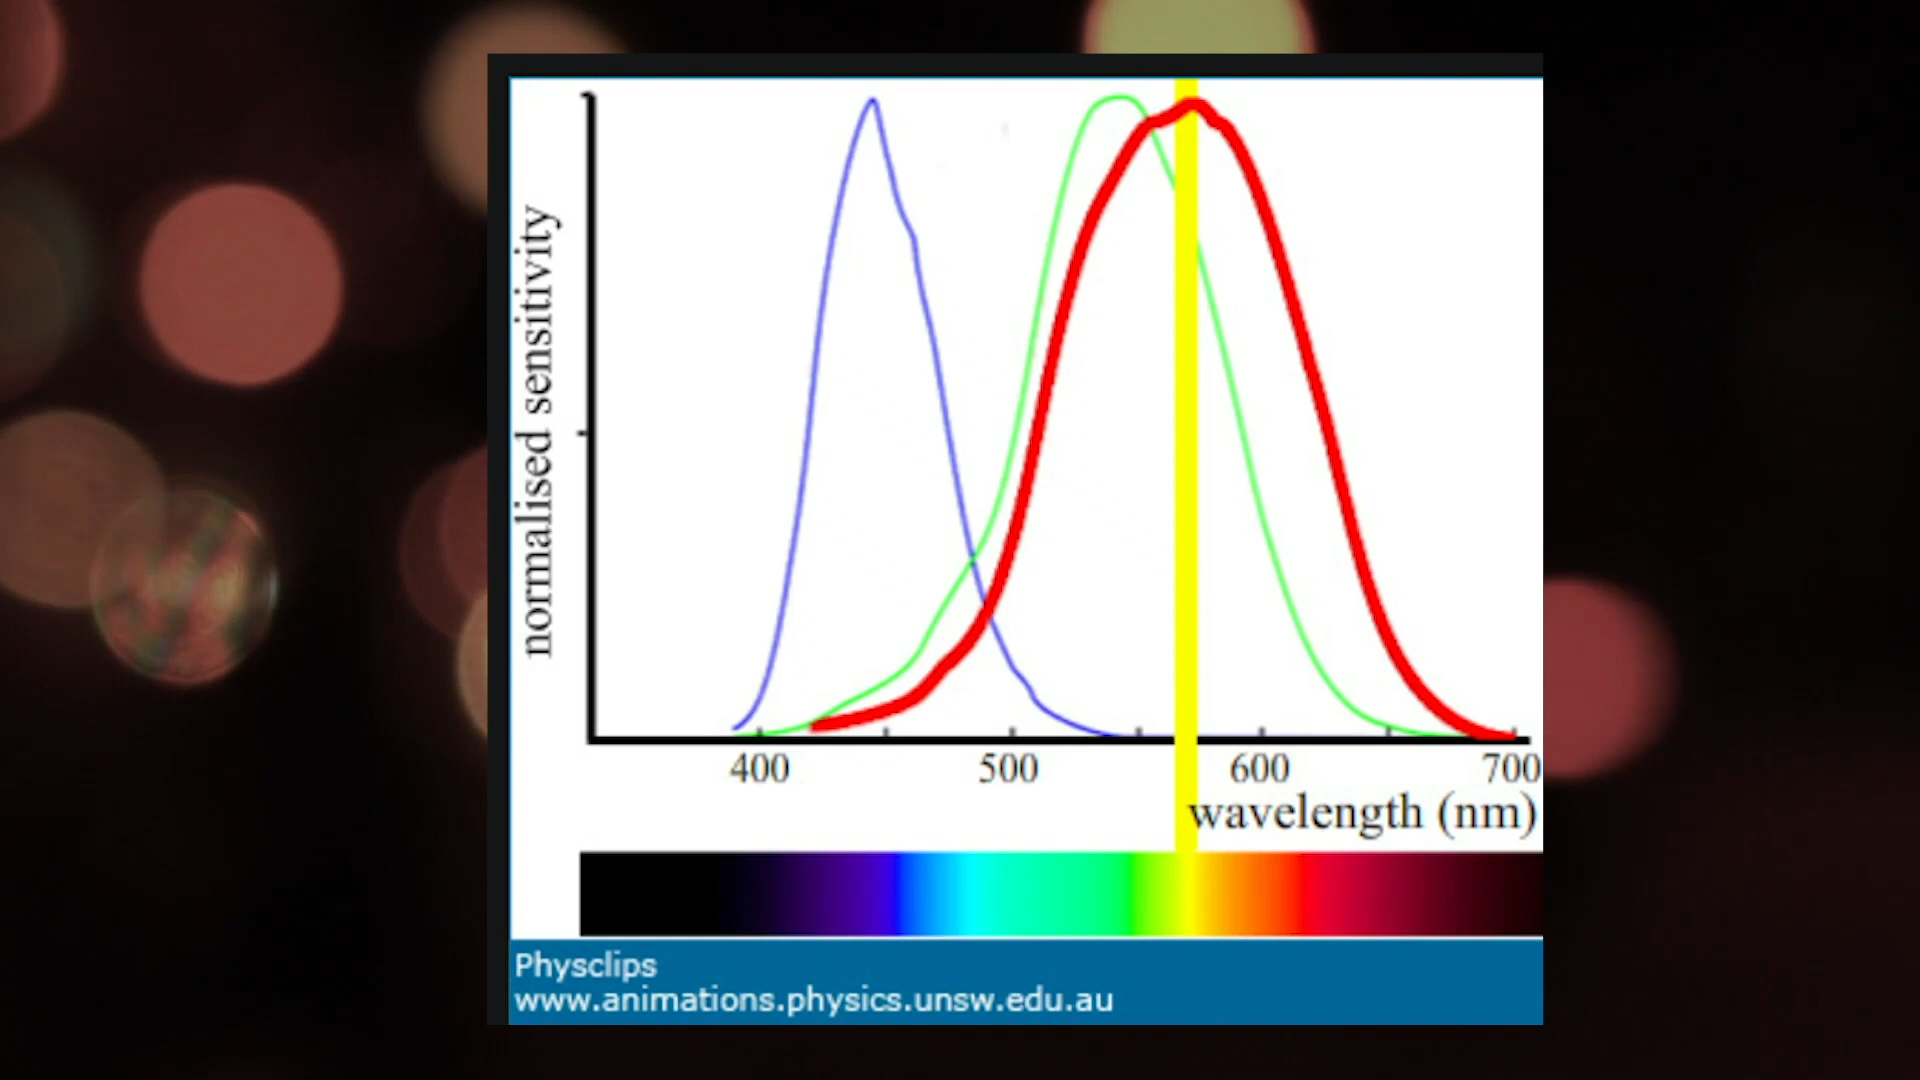 normalised sensitivity
400 500 600 700
wavelength (nm)
Physclips
www.animations.physics.unsw.edu.au